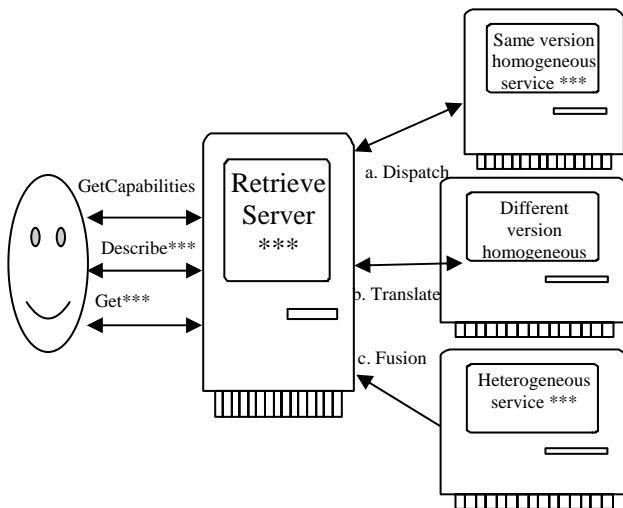 GetCapabilities
Describe***
Get***
Retrieve
Server
***
a. Dispatch
b. Translate
c. Fusion
Same version
homogeneous
service ***
Different
version
homogeneous
Heterogeneous
service ***